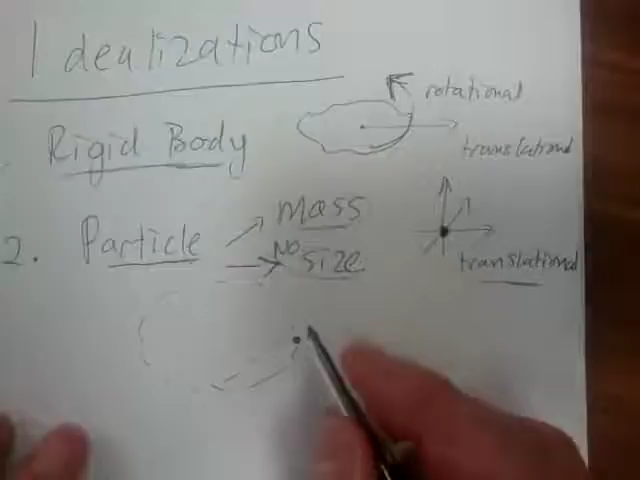 Idealizations
Rigid Body
rotational
translational
2. Particle
mass
No size
translational